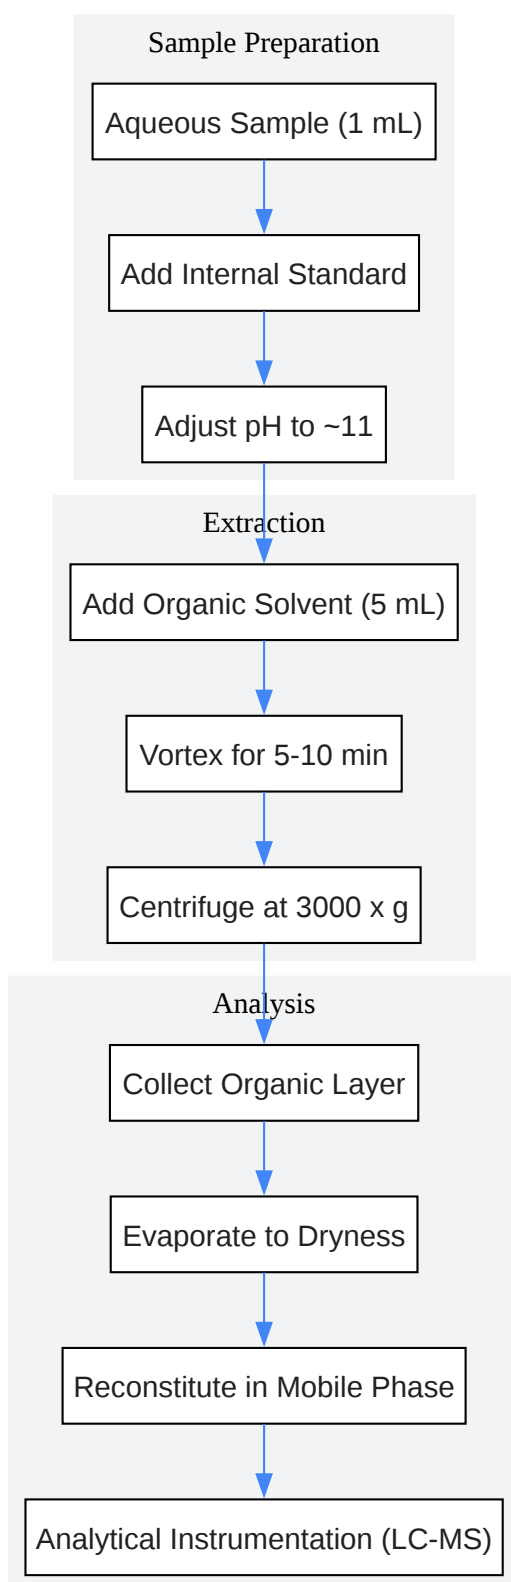 Sample Preparation
Aqueous Sample (1 mL)
Add Internal Standard
Adjust pH to ~11
Extraction
Add Organic Solvent (5 mL)
Vortex for 5-10 min
Centrifuge at 3000 x g
Analysis
Collect Organic Layer
Evaporate to Dryness
Reconstitute in Mobile Phase
Analytical Instrumentation (LC-MS)